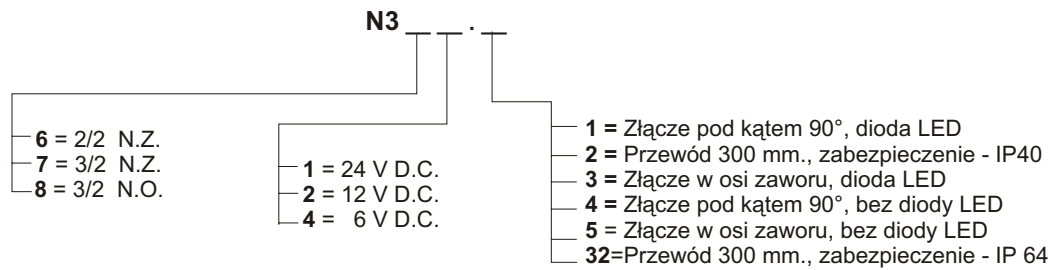 N3 _ _ . _
6 = 2/2 N.Z.
7 = 3/2 N.Z.
8 = 3/2 N.O.
1 = 24 V D.C.
2 = 12 V D.C.
4 = 6 V D.C.
1 = Złącze pod kątem 90°, dioda LED
2 = Przewód 300 mm., zabezpieczenie - IP40
3 = Złącze w osi zaworu, dioda LED
4 = Złącze pod kątem 90°, bez diody LED
5 = Złącze w osi zaworu, bez diody LED
32=Przewód 300 mm., zabezpieczenie - IP 64